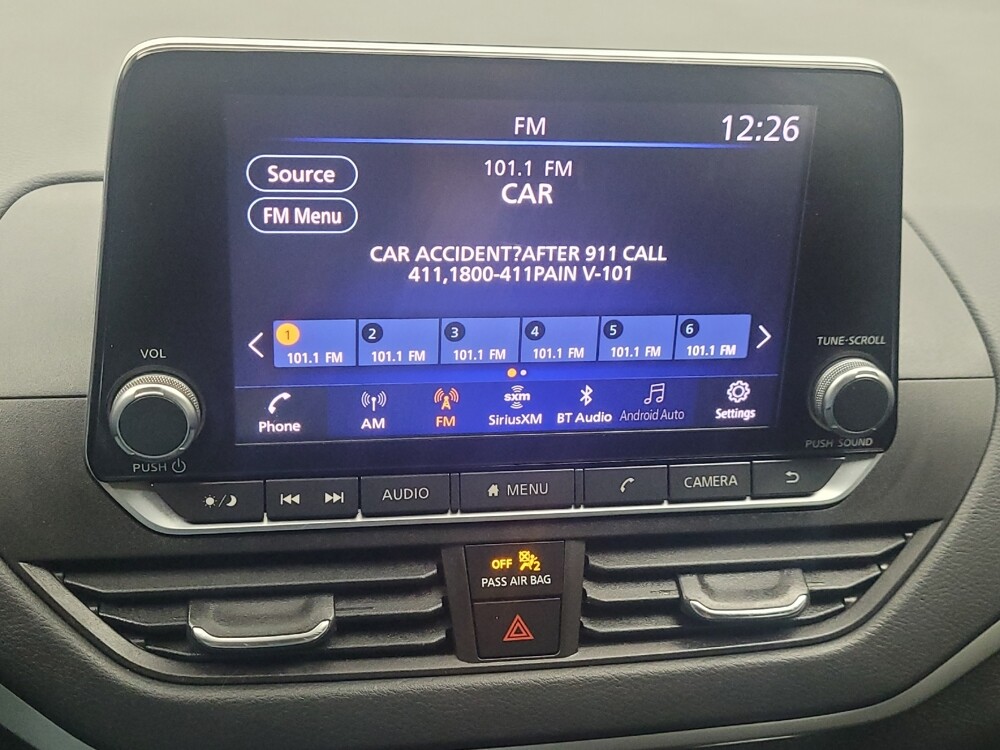 FM
12:26
Source
101.1 FM
CAR
FM Menu
CAR ACCIDENT?AFTER 911 CALL
411,1800-411PAIN V-101
1
2
3
4
5
6
101.1 FM
101.1 FM
101.1 FM
101.1 FM
101.1 FM
101.1 FM
VOL
TUNE·SCROLL
Phone
AM
FM
sxm
SiriusXM
BT Audio
Android Auto
Settings
PUSH
PUSH SOUND
AUDIO
MENU
CAMERA
OFF 2
PASS AIR BAG